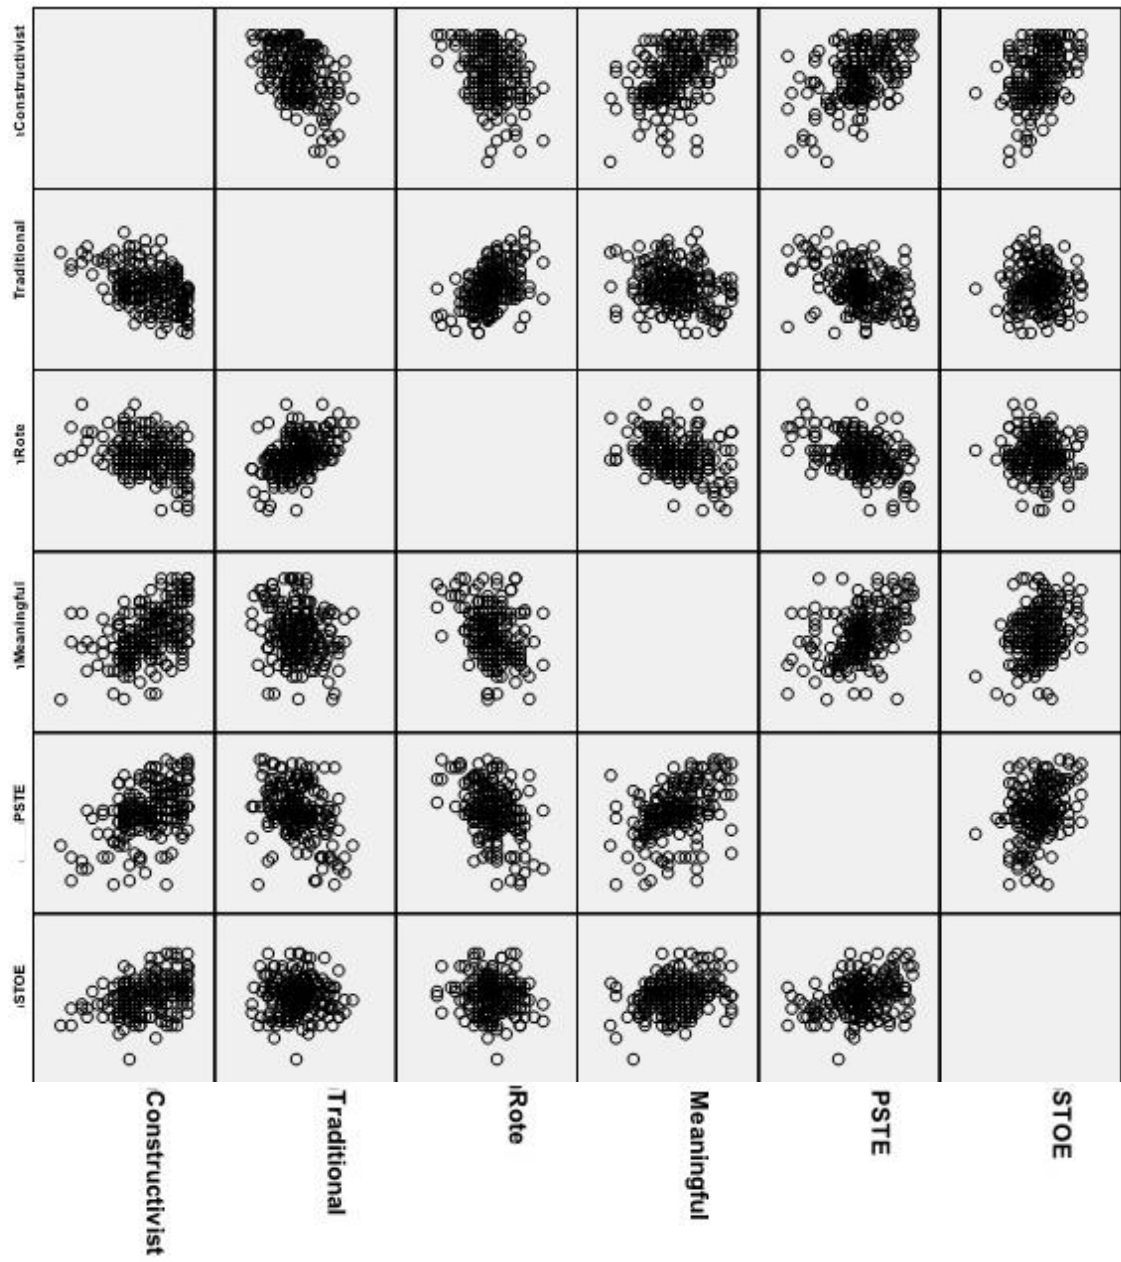 Constructivist
Traditional
Rote
Meaningful
PSTE
STOE
Constructivist
Traditional
Rote
Meaningful
PSTE
STOE